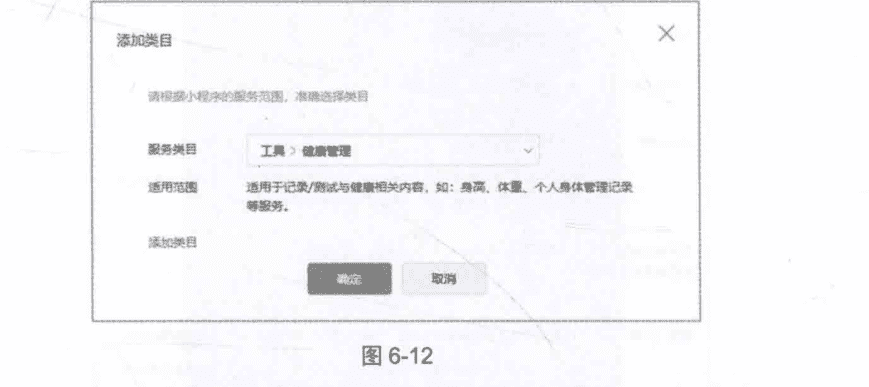 添加类目
请根据小程序的服务范围，准确选择类目
服务类目 工具 > 健康管理
适用范围 适用于记录/测试与健康相关内容，如：身高、体重、个人身体管理记录
等服务。
添加类目
确定 取消
图 6-12